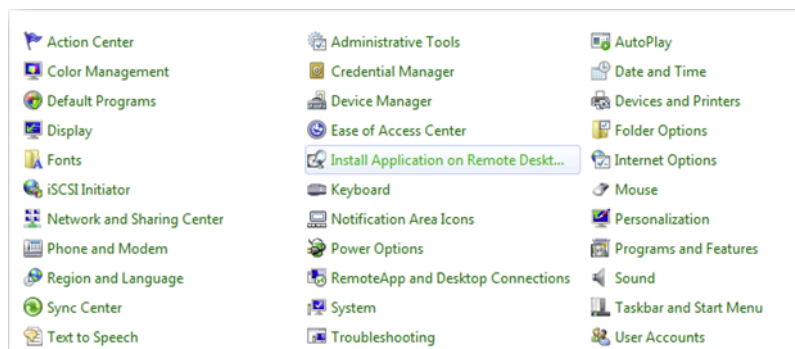 Action Center Administrative Tools AutoPlay
Color Management Credential Manager Date and Time
Default Programs Device Manager Devices and Printers
Display Ease of Access Center Folder Options
Fonts Install Application on Remote Deskt... Internet Options
iSCSI Initiator Keyboard Mouse
Network and Sharing Center Notification Area Icons Personalization
Phone and Modem Power Options Programs and Features
Region and Language RemoteApp and Desktop Connections Sound
Sync Center System Taskbar and Start Menu
Text to Speech Troubleshooting User Accounts